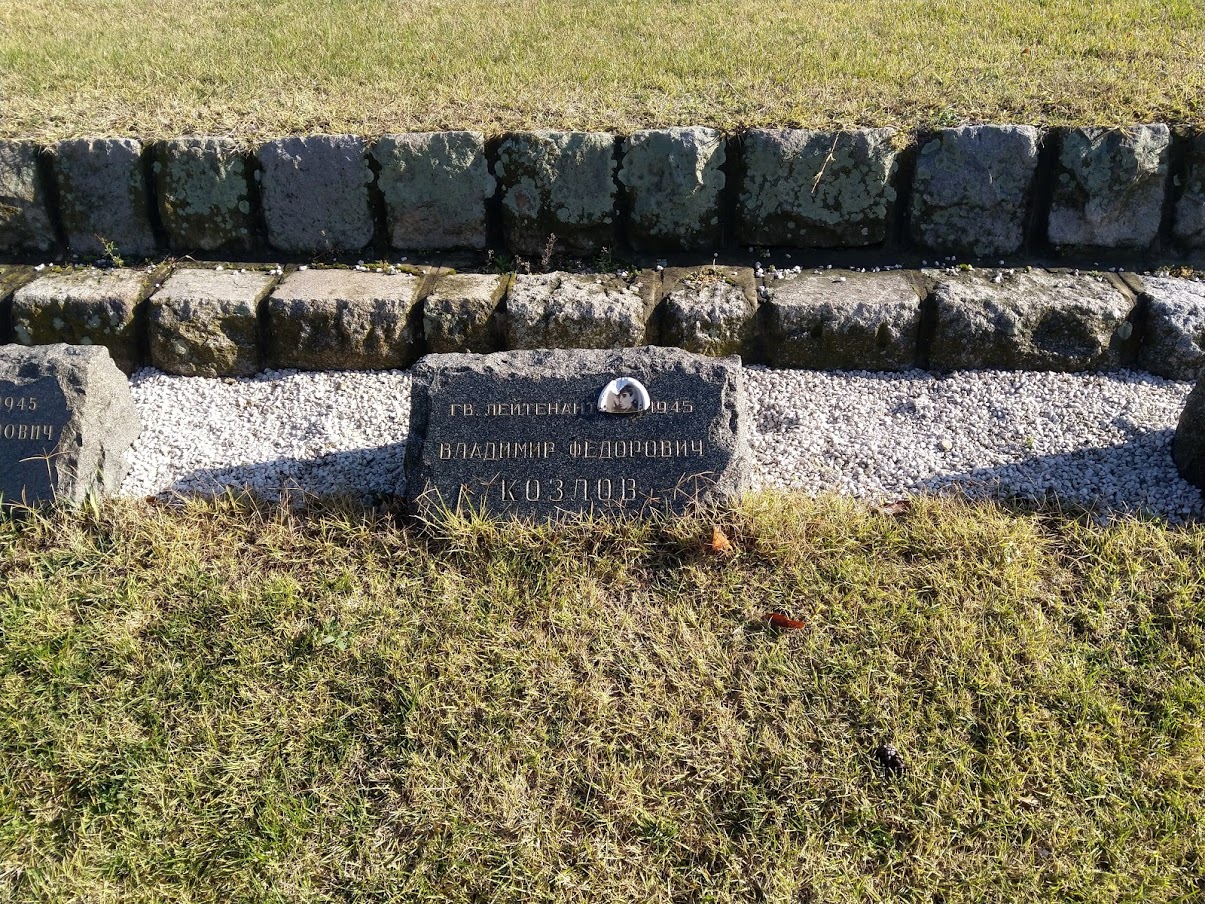 1945
ОВИЧ
ГВ. ЛЕЙТЕНАНТ 1945
ВЛАДИМИР ФЕДОРОВИЧ
КОЗЛОВ